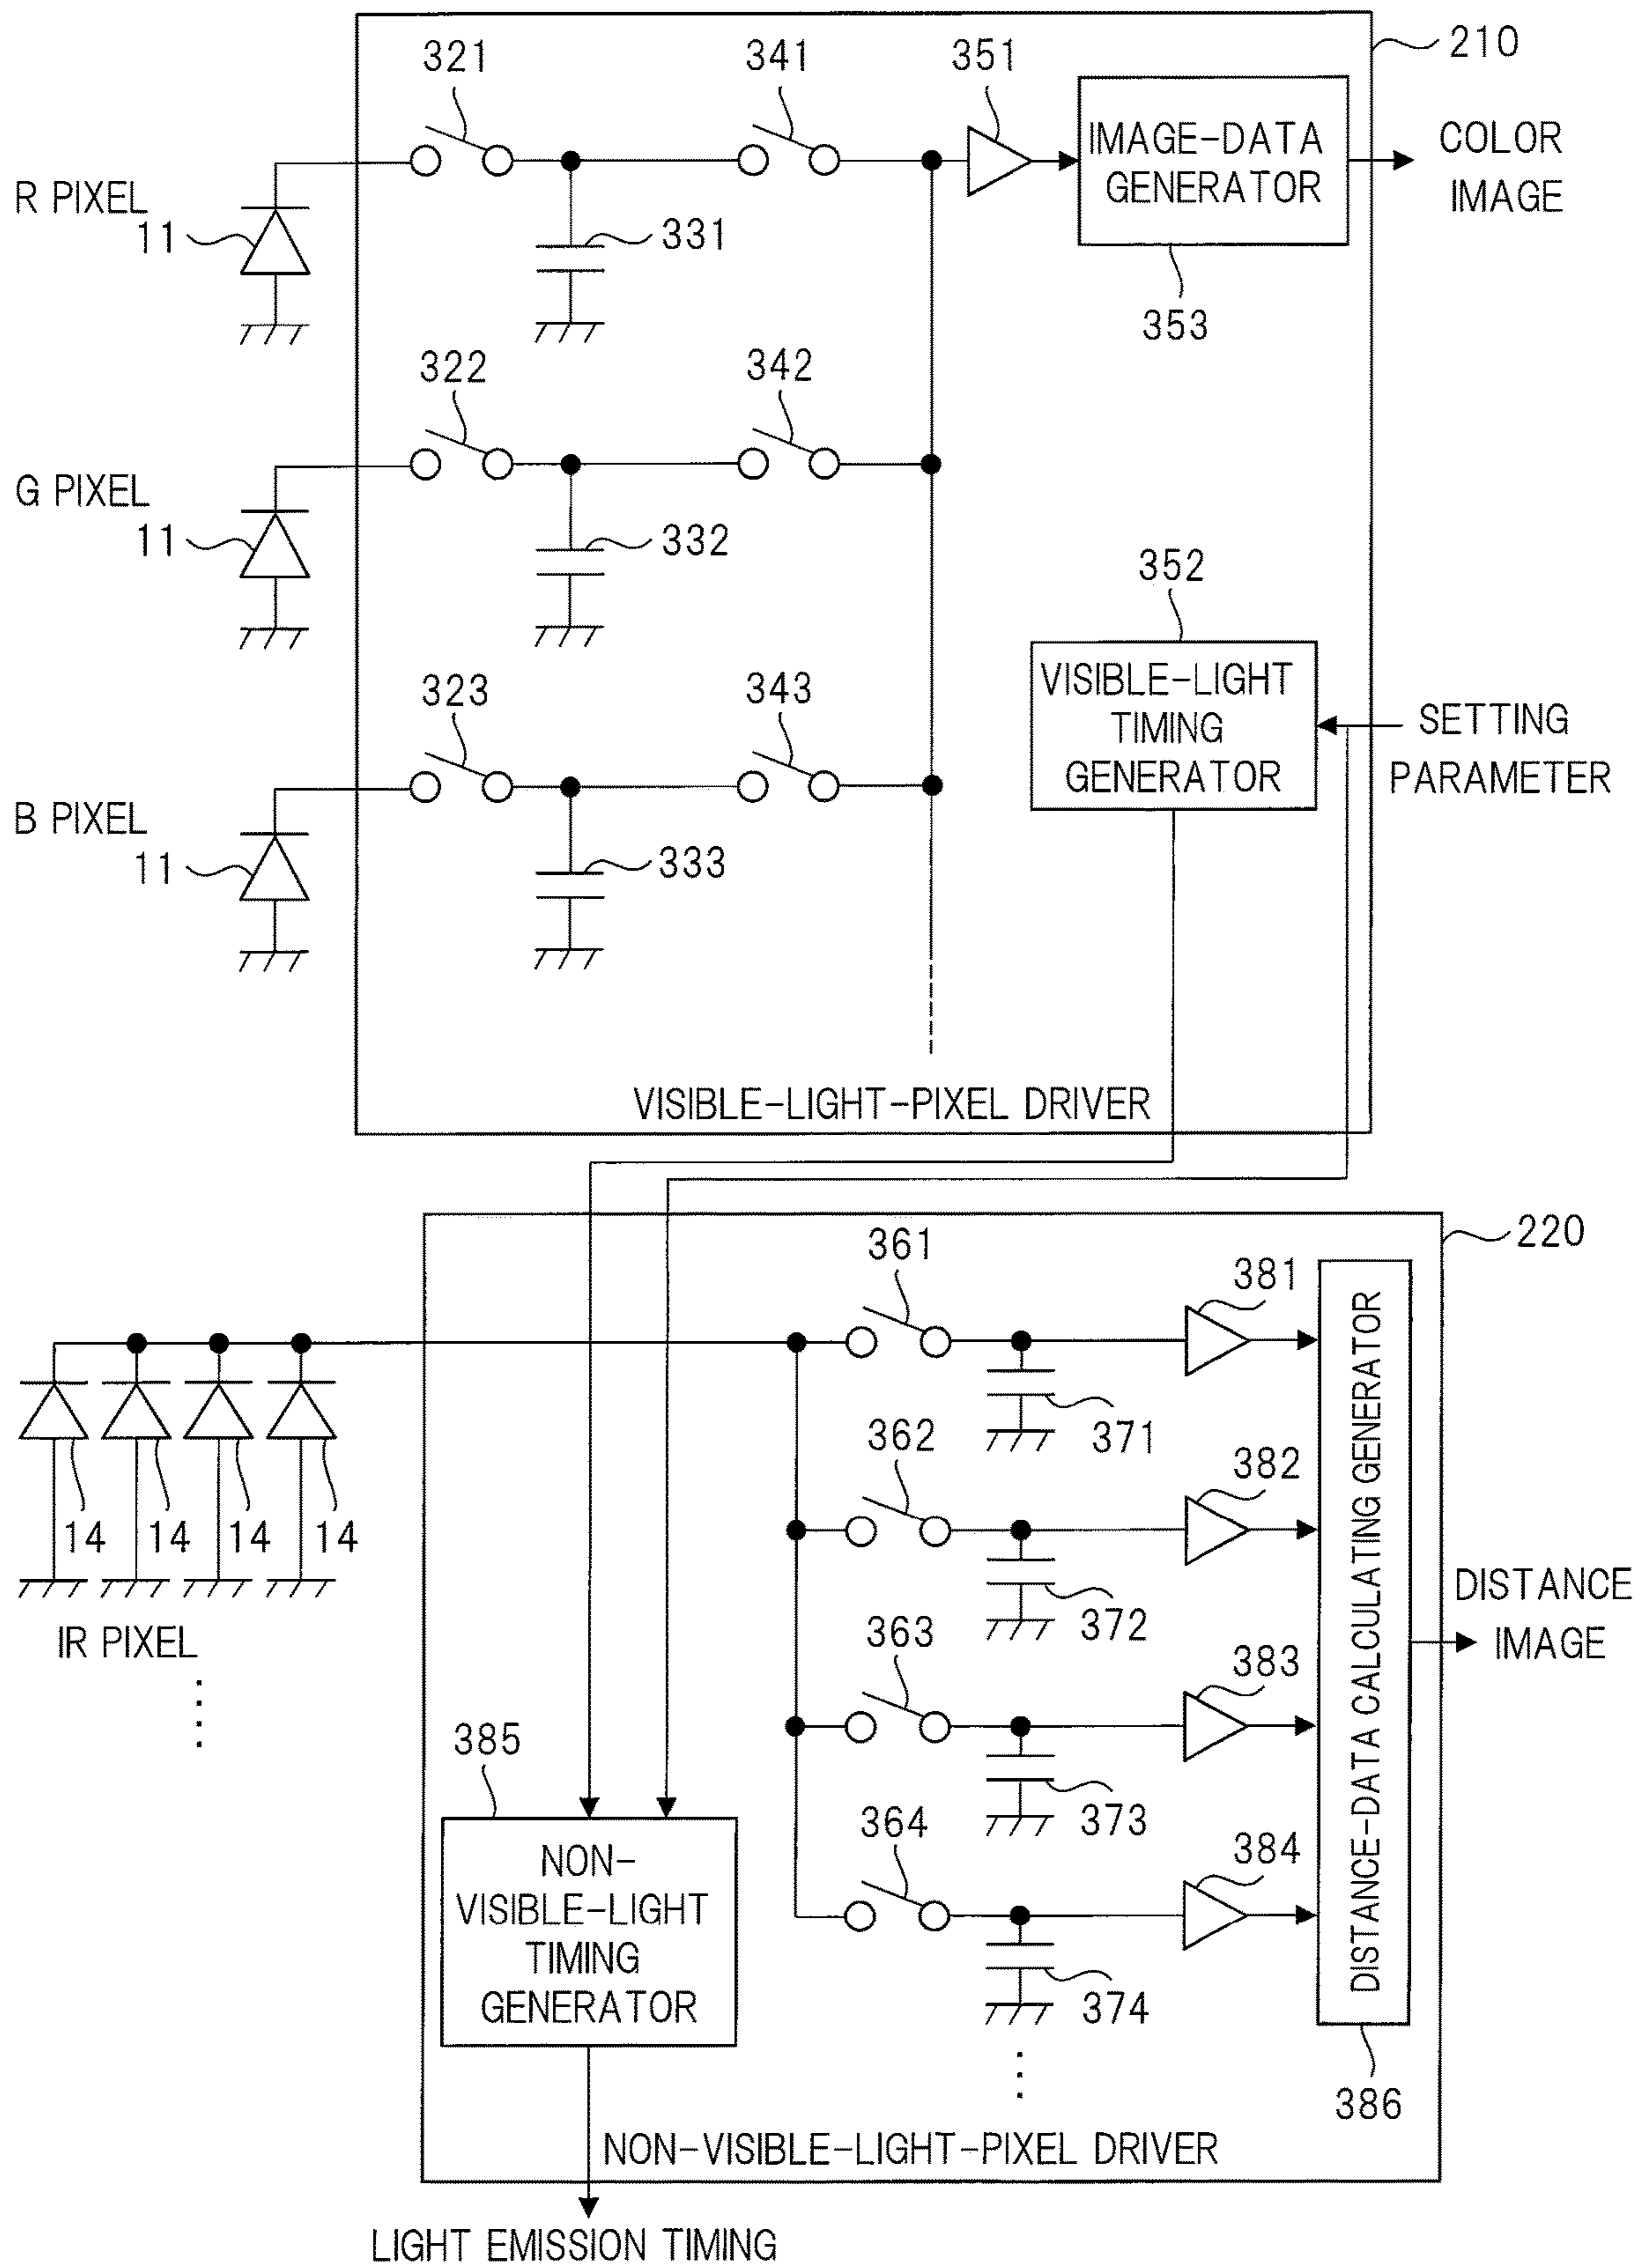 210
321
341
351
IMAGE-DATA
GENERATOR
COLOR
IMAGE
R PIXEL
11
331
353
322
342
G PIXEL
11
332
352
VISIBLE-LIGHT
TIMING
GENERATOR
SETTING
PARAMETER
323
343
B PIXEL
11
333
VISIBLE-LIGHT-PIXEL DRIVER
220
361
381
371
14
14
14
14
IR PIXEL
362
382
372
363
383
373
364
384
374
DISTANCE-DATA CALCULATING GENERATOR
DISTANCE
IMAGE
385
NON-
VISIBLE-LIGHT
TIMING
GENERATOR
386
NON-VISIBLE-LIGHT-PIXEL DRIVER
LIGHT EMISSION TIMING